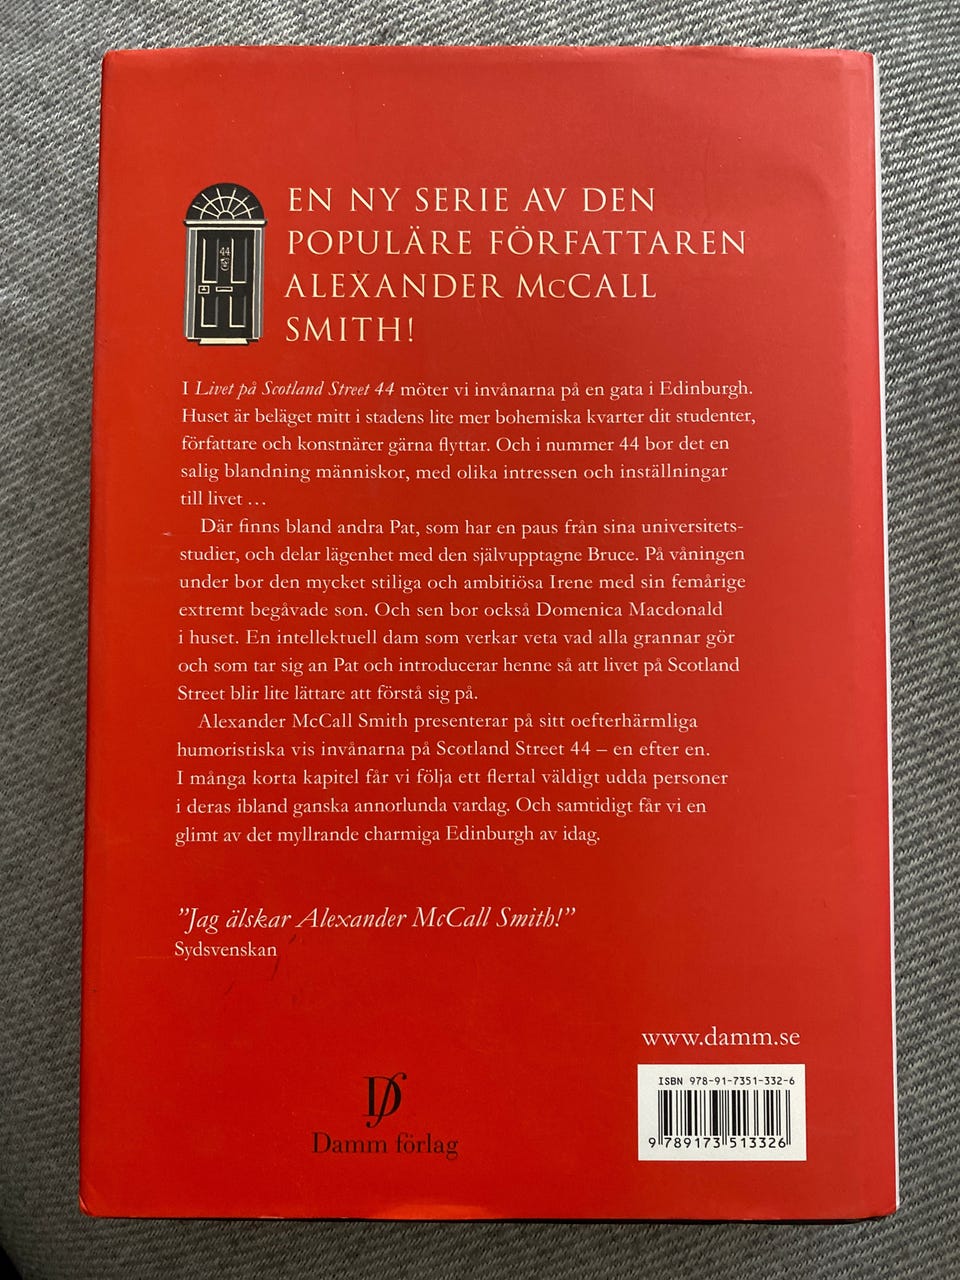 44
EN NY SERIE AV DEN
POPULÄRE FÖRFATTAREN
ALEXANDER McCALL
SMITH!
I Livet på Scotland Street 44 möter vi invånarna på en gata i Edinburgh.
Huset är beläget mitt i stadens lite mer bohemiska kvarter dit studenter,
författare och konstnärer gärna flyttar. Och i nummer 44 bor det en
salig blandning människor, med olika intressen och inställningar
till livet …
Där finns bland andra Pat, som har en paus från sina universitets-
studier, och delar lägenhet med den självupptagne Bruce. På våningen
under bor den mycket stiliga och ambitiösa Irene med sin femårige
extremt begåvade son. Och sen bor också Domenica Macdonald
i huset. En intellektuell dam som verkar veta vad alla grannar gör
och som tar sig an Pat och introducerar henne så att livet på Scotland
Street blir lite lättare att förstå sig på.
Alexander McCall Smith presenterar på sitt oefterhärmliga
humoristiska vis invånarna på Scotland Street 44 – en efter en.
I många korta kapitel får vi följa ett flertal väldigt udda personer
i deras ibland ganska annorlunda vardag. Och samtidigt får vi en
glimt av det myllrande charmiga Edinburgh av idag.
”Jag älskar Alexander McCall Smith!”
Sydsvenskan
www.damm.se
ISBN 978-91-7351-332-6
9 789173 513326
Df
Damm förlag